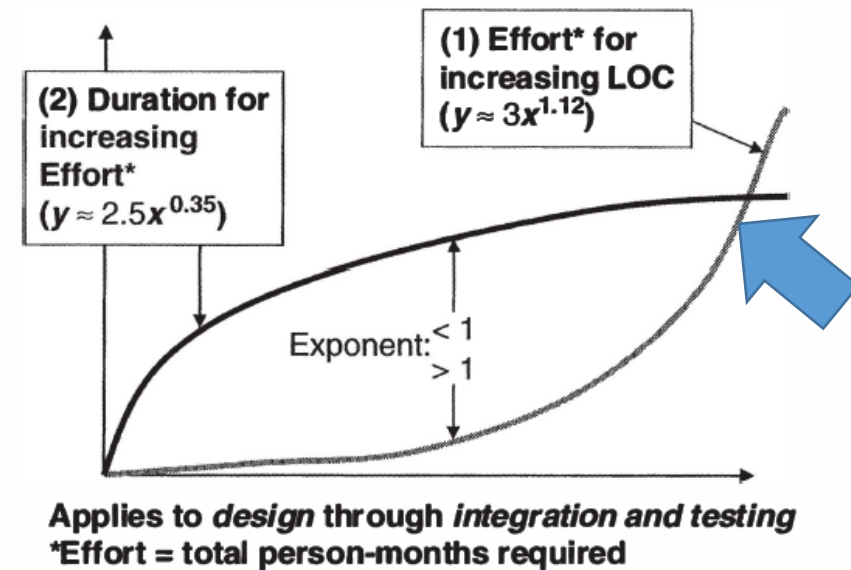 (1) Effort* for
increasing LOC
(y ≈ 3x^1.12)
(2) Duration for
increasing
Effort*
(y ≈ 2.5x^0.35)
Exponent: < 1
> 1
Applies to design through integration and testing
*Effort = total person-months required